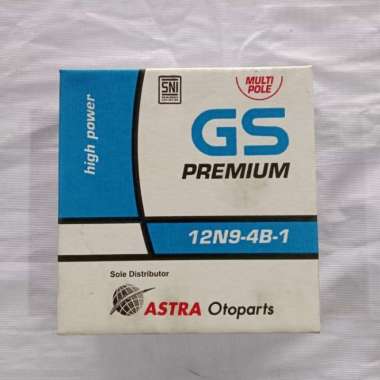 SNI
MULTI
POLE
high power
GS
PREMIUM
12N9-4B-1
Sole Distributor
ASTRA Otoparts